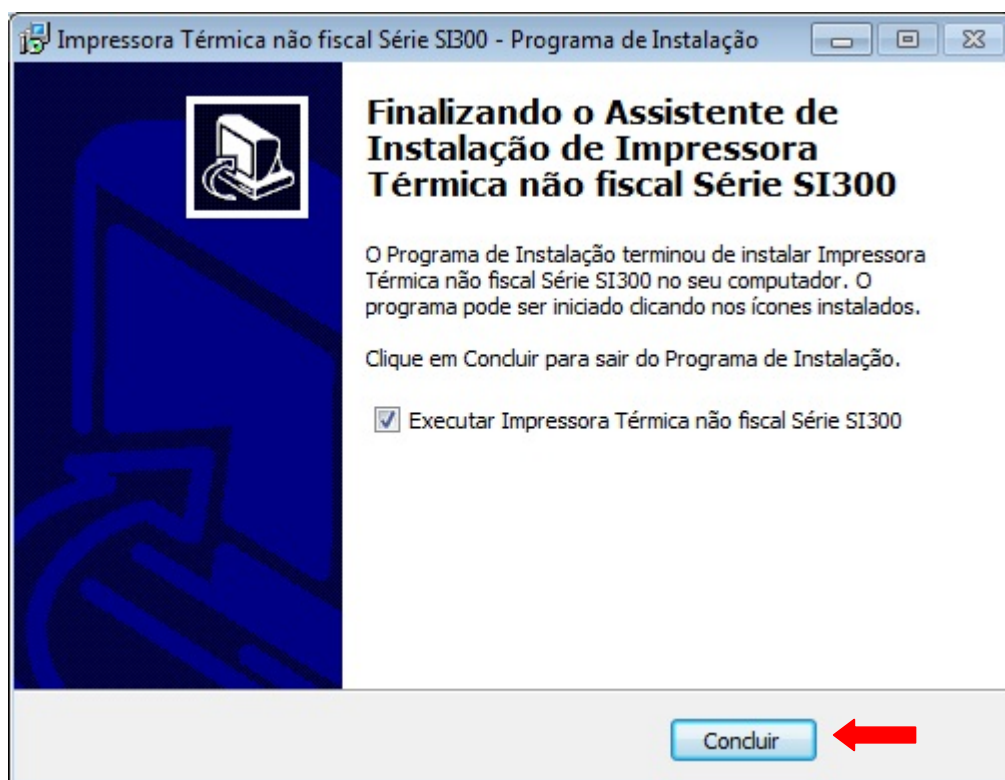 Impressora Térmica não fiscal Série SI300 - Programa de Instalação
Finalizando o Assistente de
Instalação de Impressora
Térmica não fiscal Série SI300
O Programa de Instalação terminou de instalar Impressora
Térmica não fiscal Série SI300 no seu computador. O
programa pode ser iniciado clicando nos ícones instalados.
Clique em Concluir para sair do Programa de Instalação.
Executar Impressora Térmica não fiscal Série SI300
Concluir